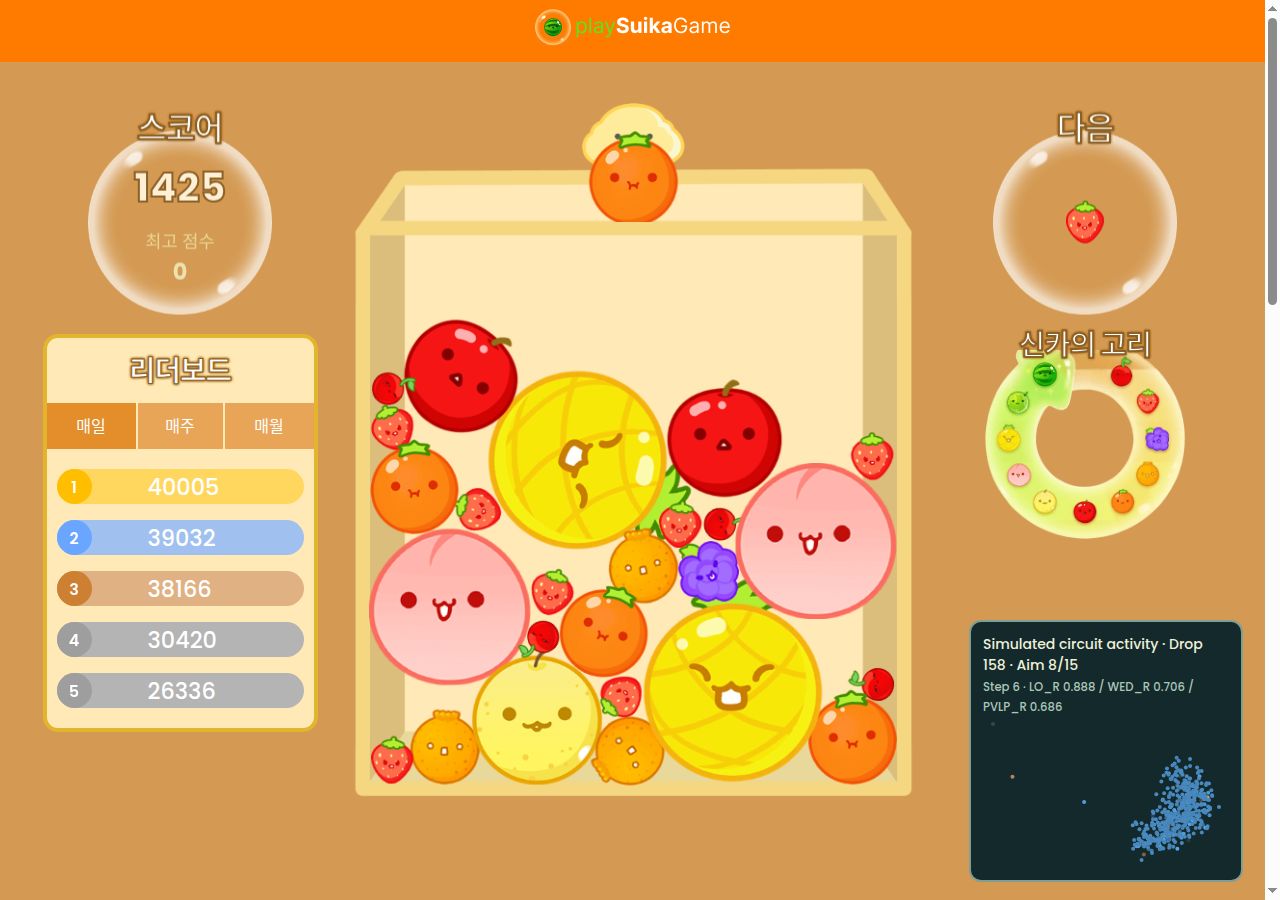 playSuikaGame
스코어
1425
최고 점수
0
다음
신카의 고리
리더보드
매일 매주 매월
1 40005
2 39032
3 38166
4 30420
5 26336
Simulated circuit activity · Drop
158 · Aim 8/15
Step 6 · LO_R 0.888 / WED_R 0.706 /
PVLP_R 0.686